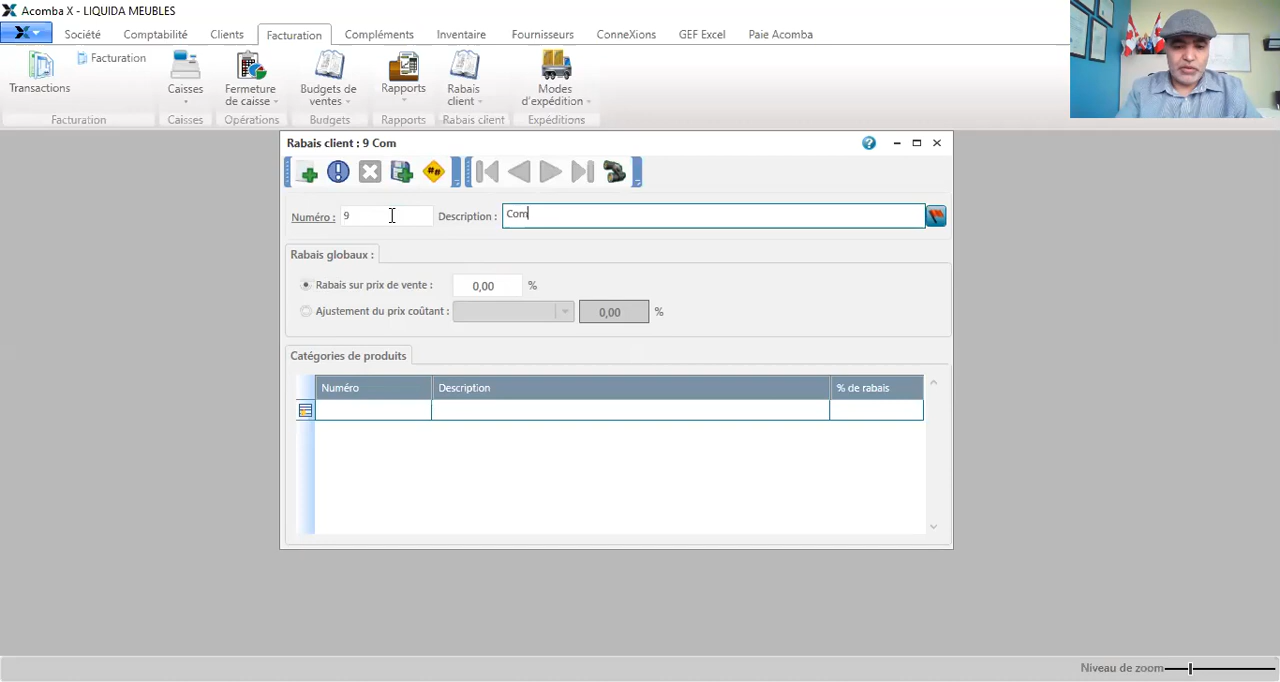 Acomba X - LIQUIDA MEUBLES
Société Comptabilité Clients Facturation Compléments Inventaire Fournisseurs ConneXions GEF Excel Paie Acomba
Transactions
Facturation
Caisses
Fermeture de caisse
Budgets de ventes
Rapports
Rabais client
Modes d'expédition
Facturation Caisses Opérations Budgets Rapports Rabais client Expéditions
Rabais client : 9 Com
Numéro : 9 Description : Com
Rabais globaux :
Rabais sur prix de vente : 0,00 %
Ajustement du prix coûtant : 0,00 %
Catégories de produits
Numéro Description % de rabais
Niveau de zoom